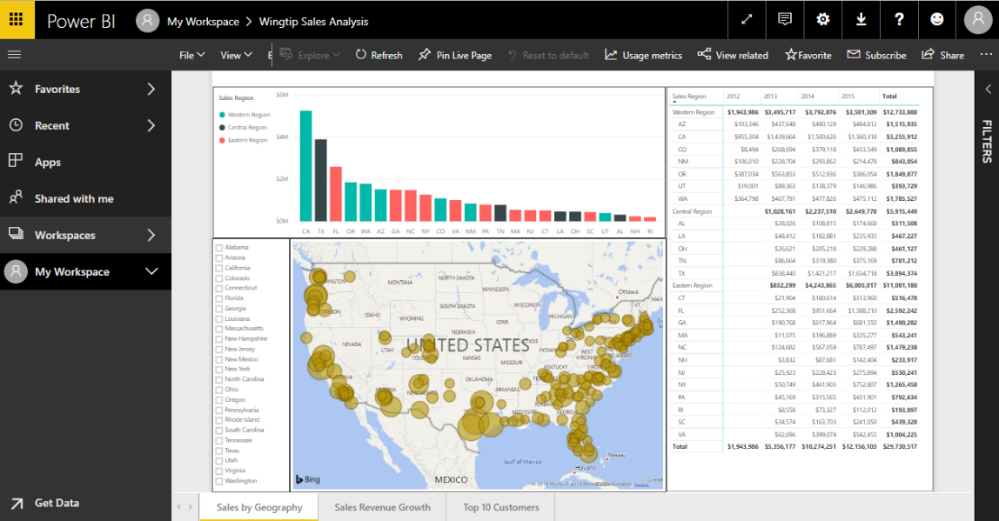 Power BI My Workspace > Wingtip Sales Analysis
File View Explore Refresh Pin Live Page Reset to default Usage metrics View related Favorite Subscribe Share ...
Favorites
Recent
Apps
Shared with me
Workspaces
My Workspace
Get Data
Sales Region
Western Region
Central Region
Eastern Region
$6M
$4M
$2M
$0M
CA TX FL OR WA AZ GA NC NY CO VA NM PA TN MA NJ CT LA OH SC UT AL NH RI
Alabama
Arizona
California
Colorado
Connecticut
Florida
Georgia
Louisiana
Massachusetts
New Hampshire
New Jersey
New Mexico
New York
North Carolina
Ohio
Oregon
Pennsylvania
Rhode Island
South Carolina
Tennessee
Texas
Utah
Virginia
Washington
MONTANA
NORTH DAKOTA
MINNESOTA
Ottawa
SOUTH DAKOTA
WISCONSIN
MICHIGAN
VT.
IDAHO
WYOMING
IOWA
NEBRASKA
NEVADA
UTAH
UNITED STATES
KANSAS
MISSOURI
WEST VIRGINIA
DELAWARE
KENTUCKY
OKLAHOMA
ARKANSAS
MISSISSIPPI
ALABAMA
GEORGIA
Gulf of Mexico
Nassau
Havana
MEXICO
Bing
Sales Region 2012 2013 2014 2015 Total
Western Region $1,943,986 $3,495,717 $3,792,876 $3,501,309 $12,733,888
AZ $103,346 $437,648 $490,129 $484,812 $1,515,935
CA $955,304 $1,439,664 $1,500,626 $1,360,318 $5,255,912
CO $8,494 $268,694 $379,118 $433,549 $1,089,855
NM $106,010 $228,704 $293,862 $214,478 $843,054
OR $387,034 $563,853 $512,936 $386,054 $1,849,877
UT $19,001 $89,363 $138,379 $146,986 $393,729
WA $364,798 $467,791 $477,826 $475,112 $1,785,527
Central Region $1,028,161 $2,237,510 $2,649,778 $5,915,449
AL $28,026 $108,815 $174,668 $311,508
LA $48,412 $182,881 $235,935 $467,227
OH $26,621 $205,218 $229,288 $461,127
TN $86,664 $319,380 $375,169 $781,212
TX $838,440 $1,421,217 $1,634,718 $3,894,374
Eastern Region $832,299 $4,243,865 $6,005,017 $11,081,180
CT $21,904 $180,614 $313,960 $516,478
FL $252,368 $951,664 $1,388,210 $2,592,242
GA $190,768 $617,964 $681,550 $1,490,282
MA $11,075 $196,889 $335,277 $543,241
NC $124,682 $567,059 $787,497 $1,479,238
NH $3,832 $87,681 $142,404 $233,917
NJ $25,923 $228,423 $275,894 $530,241
NY $50,749 $461,903 $752,807 $1,265,458
PA $45,169 $315,565 $431,901 $792,634
RI $8,558 $73,327 $112,012 $193,897
SC $34,574 $163,703 $241,050 $439,328
VA $62,696 $399,074 $542,455 $1,004,225
Total $1,943,986 $5,356,177 $10,274,251 $12,156,103 $29,730,517
FILTERS
Sales by Geography Sales Revenue Growth Top 10 Customers